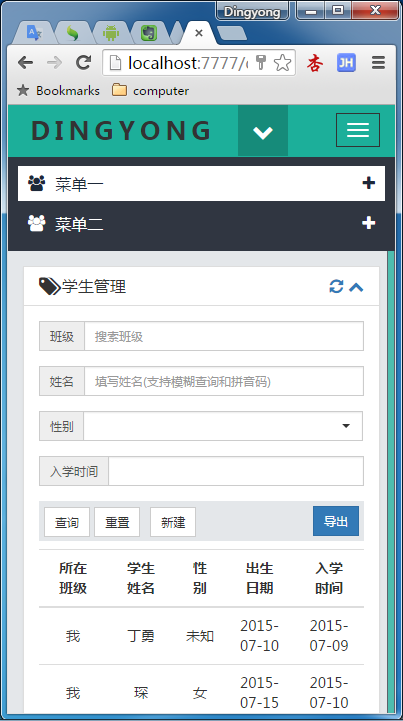 Dingyong
localhost:7777/
JH
Bookmarks computer
DINGYONG
菜单一
菜单二
学生管理
班级 搜索班级
姓名 填写姓名(支持模糊查询和拼音码)
性别
入学时间
查询 重置 新建 导出
所在班级 学生姓名 性别 出生日期 入学时间
我 丁勇 未知 2015-07-10 2015-07-09
我 琛 女 2015-07-15 2015-07-10